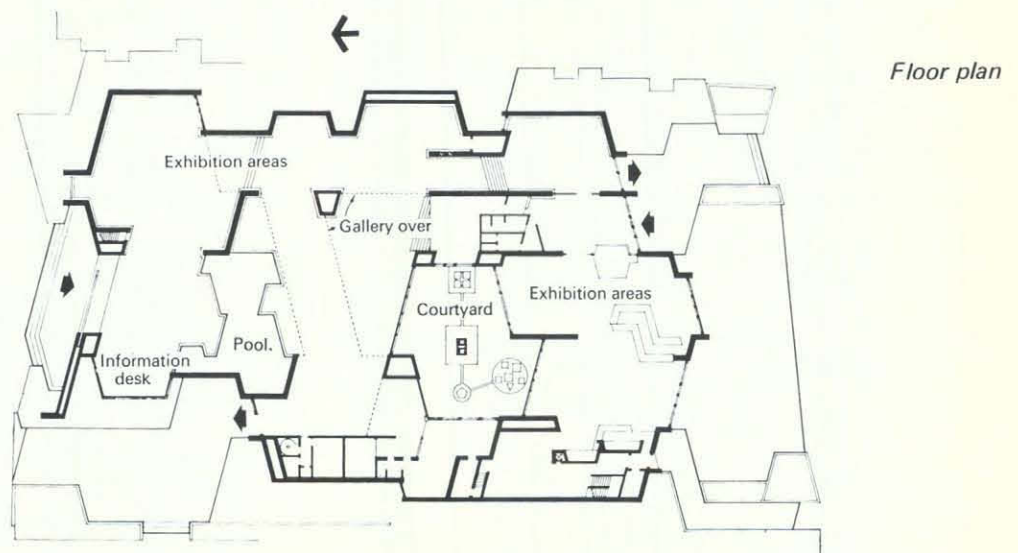 Floor plan
Exhibition areas
Gallery over
Exhibition areas
Courtyard
Pool.
Information
desk